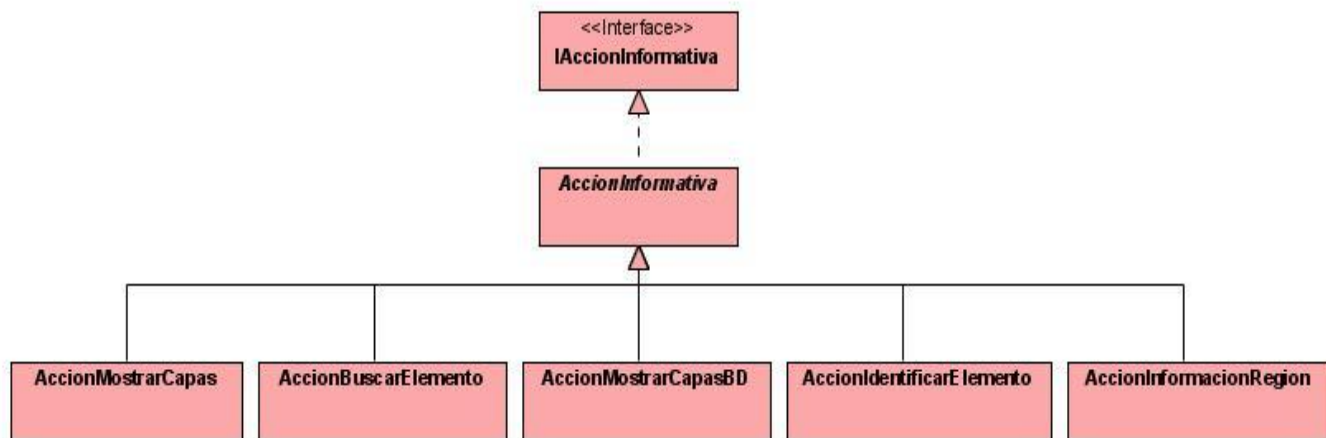 <<Interface>>
IAccionInformativa
AccionInformativa
AccionMostrarCapas
AccionBuscarElemento
AccionMostrarCapasBD
AccionIdentificarElemento
AccionInformacionRegion